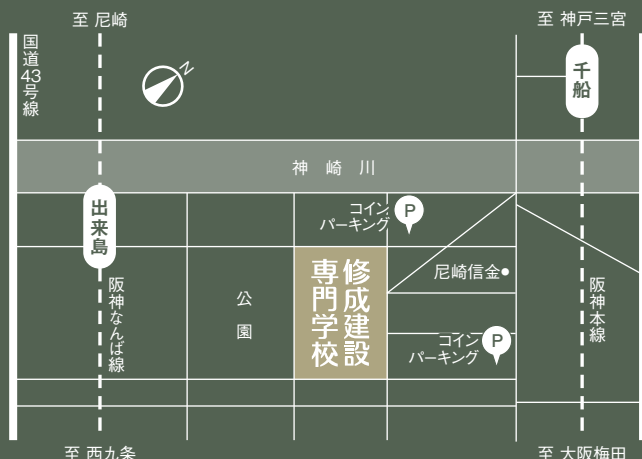 至 尼崎
至 神戸三宮
国道43号線
N
千船
神崎川
出来島
コイン
パーキング
P
阪神なんば線
公園
修成建設
専門学校
尼崎信金
阪神本線
コイン
パーキング
P
至 西九条
至 大阪梅田